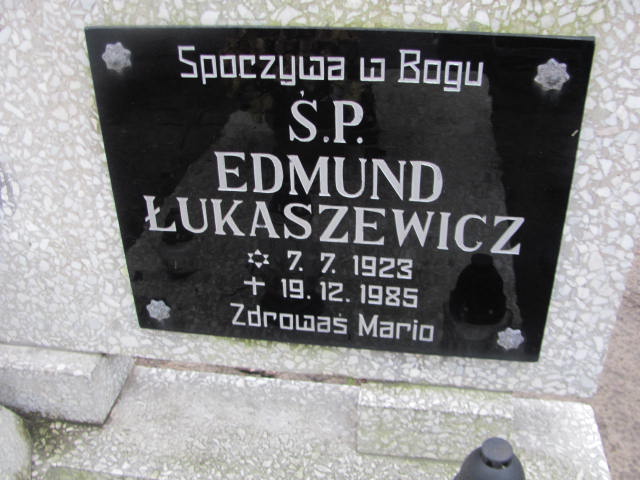 Spoczywa w Bogu
Ś.P.
EDMUND
ŁUKASZEWICZ
✡ 7. 7. 1923
✝ 19. 12. 1985
Zdrowaś Mario